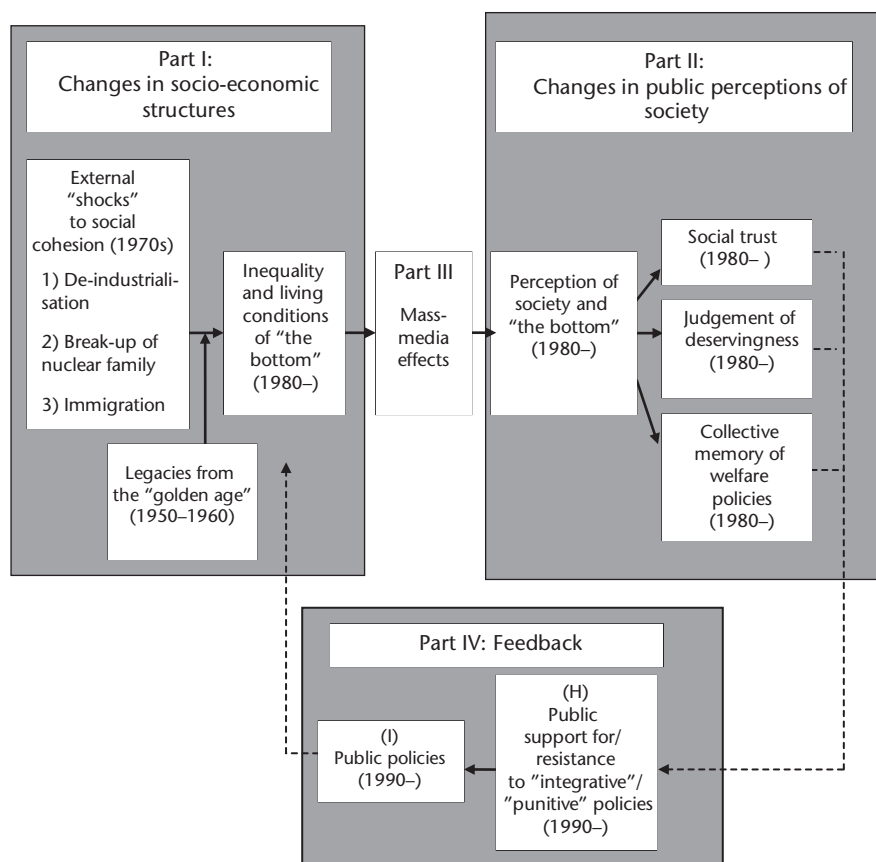 Part I:
Changes in socio-economic
structures
External
"shocks"
to social
cohesion (1970s)
1) De-industriali-
sation
2) Break-up of
nuclear family
3) Immigration
Legacies from
the "golden age"
(1950–1960)
Inequality
and living
conditions
of "the
bottom"
(1980–)
Part III
Mass-
media
effects
Part II:
Changes in public perceptions of
society
Perception of
society and
"the bottom"
(1980–)
Social trust
(1980– )
Judgement of
deservingness
(1980–)
Collective
memory of
welfare
policies
(1980–)
Part IV: Feedback
(I)
Public policies
(1990–)
(H)
Public
support for/
resistance
to "integrative"/
"punitive" policies
(1990–)